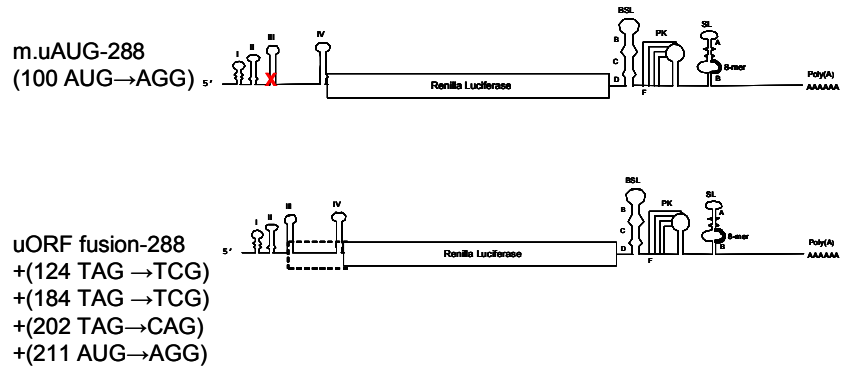 m.uAUG-288
(100 AUG→AGG)
5'
I
II
III
X
IV
Renilla Luciferase
BSL
B
C
D
PK
F
SL
A
8-mer
B
Poly(A)
AAAAAA
uORF fusion-288
+(124 TAG →TCG)
+(184 TAG →TCG)
+(202 TAG→CAG)
+(211 AUG→AGG)
5'
I
II
III
IV
Renilla Luciferase
BSL
B
C
D
PK
F
SL
A
8-mer
B
Poly(A)
AAAAAA